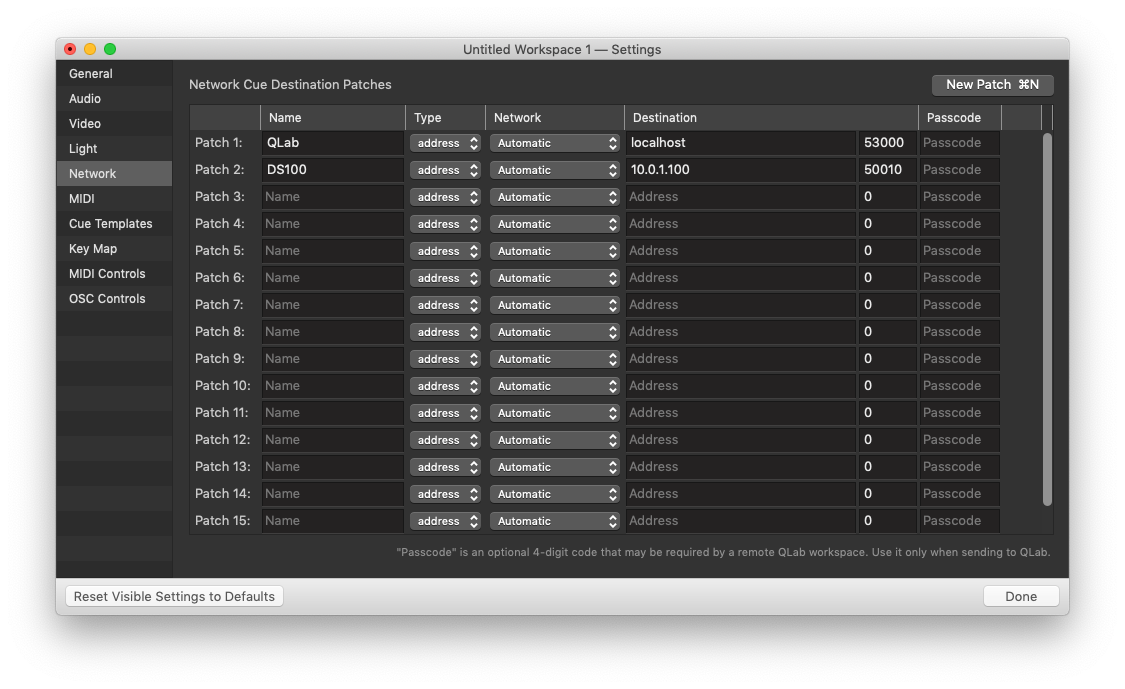 Untitled Workspace 1 — Settings
General
Audio
Video
Light
Network
MIDI
Cue Templates
Key Map
MIDI Controls
OSC Controls
Network Cue Destination Patches
New Patch ⌘N
Name Type Network Destination Passcode
Patch 1: QLab address Automatic localhost 53000 Passcode
Patch 2: DS100 address Automatic 10.0.1.100 50010 Passcode
Patch 3: Name address Automatic Address 0 Passcode
Patch 4: Name address Automatic Address 0 Passcode
Patch 5: Name address Automatic Address 0 Passcode
Patch 6: Name address Automatic Address 0 Passcode
Patch 7: Name address Automatic Address 0 Passcode
Patch 8: Name address Automatic Address 0 Passcode
Patch 9: Name address Automatic Address 0 Passcode
Patch 10: Name address Automatic Address 0 Passcode
Patch 11: Name address Automatic Address 0 Passcode
Patch 12: Name address Automatic Address 0 Passcode
Patch 13: Name address Automatic Address 0 Passcode
Patch 14: Name address Automatic Address 0 Passcode
Patch 15: Name address Automatic Address 0 Passcode
"Passcode" is an optional 4-digit code that may be required by a remote QLab workspace. Use it only when sending to QLab.
Reset Visible Settings to Defaults
Done